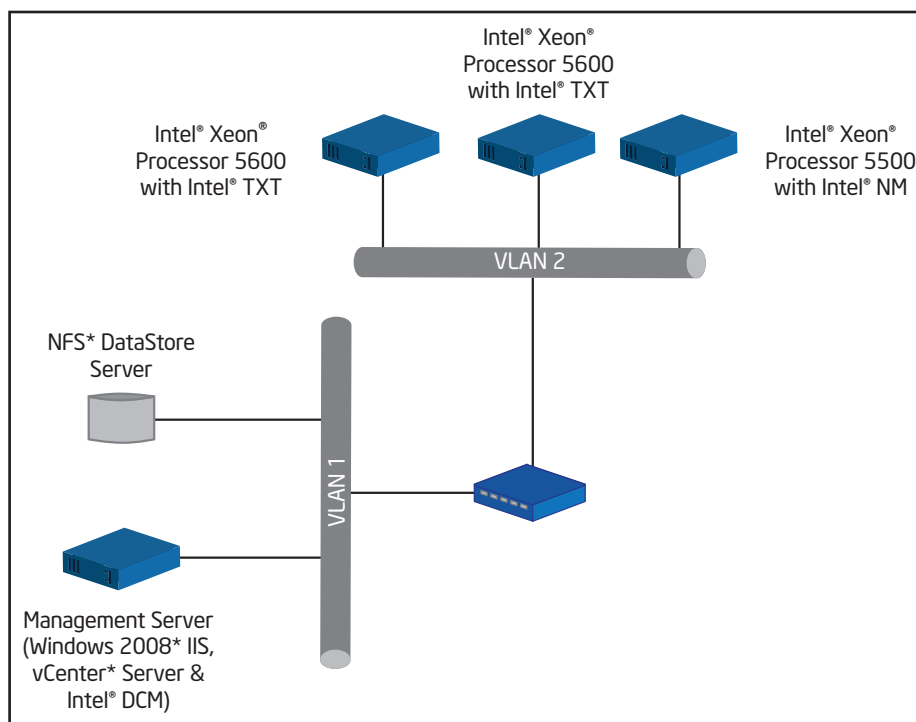 Intel® Xeon®
Processor 5600
with Intel® TXT
Intel® Xeon®
Processor 5600
with Intel® TXT
Intel® Xeon®
Processor 5500
with Intel® NM
VLAN 2
NFS* DataStore
Server
VLAN 1
Management Server
(Windows 2008* IIS,
vCenter* Server &
Intel® DCM)